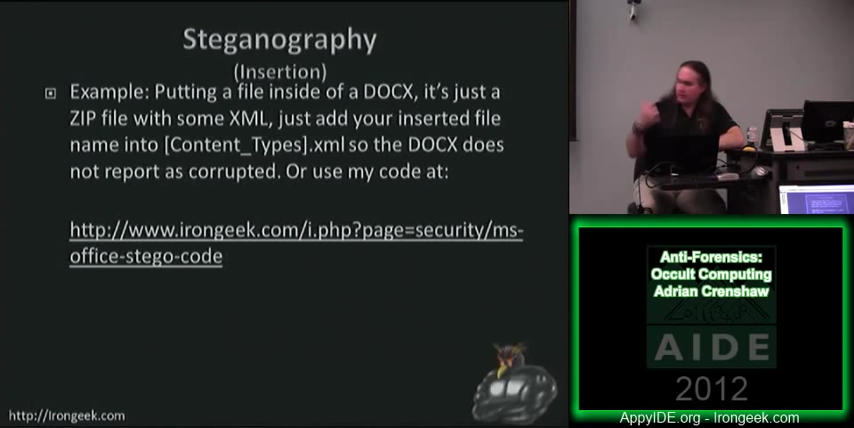 Steganography
(Insertion)
Example: Putting a file inside of a DOCX, it's just a
ZIP file with some XML, just add your inserted file
name into [Content_Types].xml so the DOCX does
not report as corrupted. Or use my code at:
http://www.irongeek.com/i.php?page=security/ms-
office-stego-code
http://Irongeek.com
Anti-Forensics:
Occult Computing
Adrian Crenshaw
AIDE
2012
AppyIDE.org - Irongeek.com